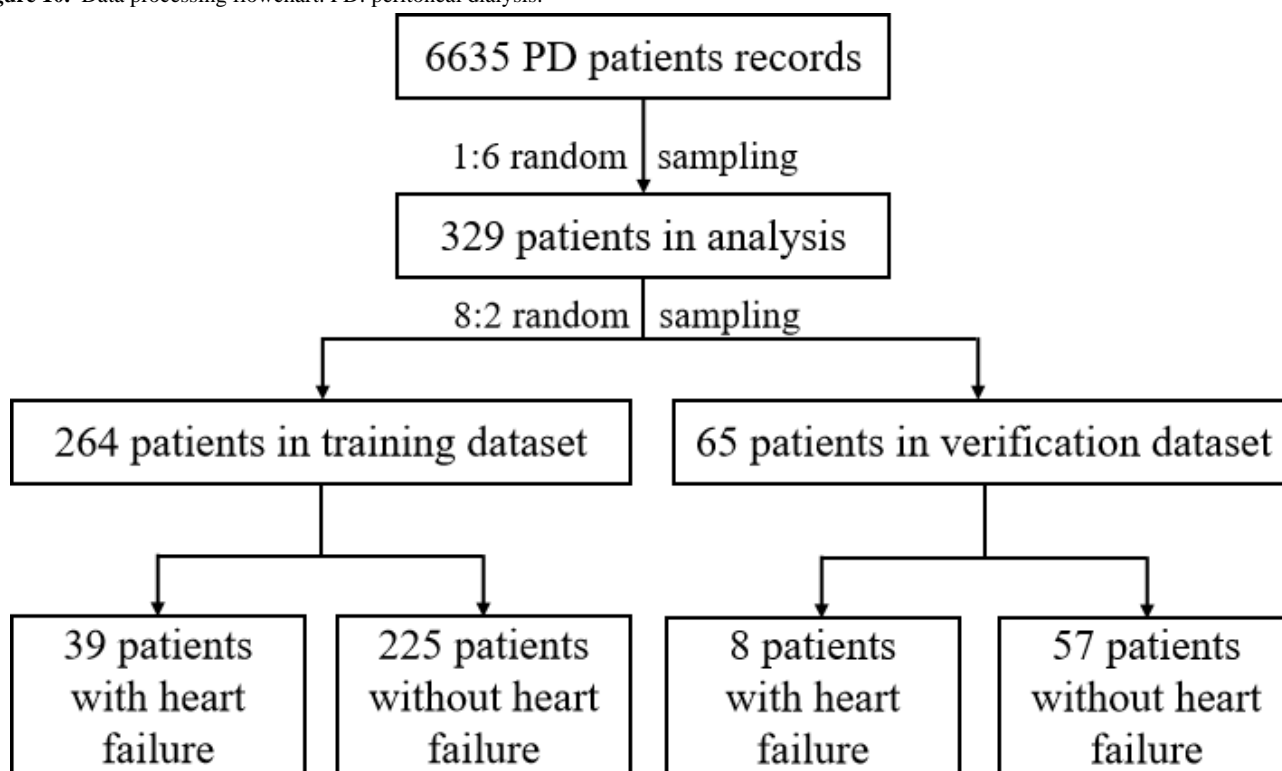 Data processing flowchart. PD: peritoneal dialysis.
6635 PD patients records
1:6 random sampling
329 patients in analysis
8:2 random sampling
264 patients in training dataset
65 patients in verification dataset
39 patients
with heart
failure
225 patients
without heart
failure
8 patients
with heart
failure
57 patients
without heart
failure